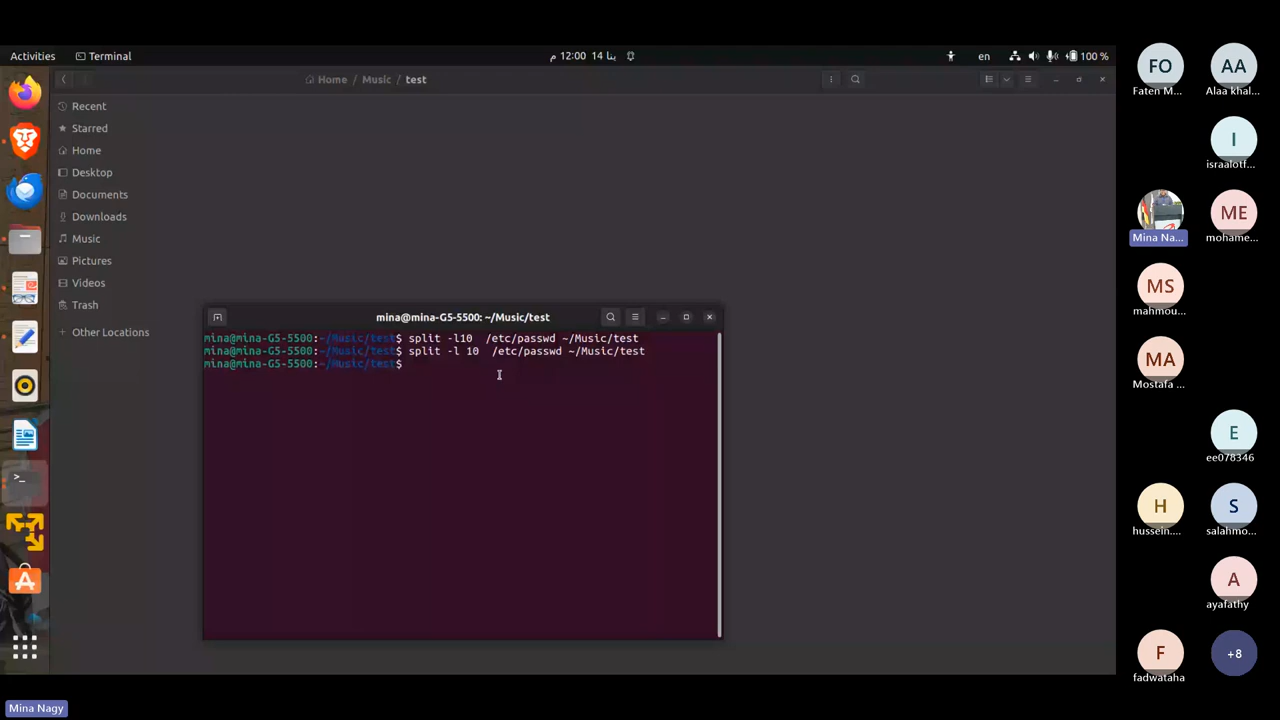 Activities
Terminal
م 12:00 14 ينا
en
100 %
Home / Music / test
Recent
Starred
Home
Desktop
Documents
Downloads
Music
Pictures
Videos
Trash
Other Locations
mina@mina-G5-5500: ~/Music/test
mina@mina-G5-5500:~/Music/test$ split -l10  /etc/passwd ~/Music/test
mina@mina-G5-5500:~/Music/test$ split -l 10  /etc/passwd ~/Music/test
mina@mina-G5-5500:~/Music/test$
FO
Faten M...
AA
Alaa khal...
I
israalotf...
Mina Na...
ME
mohame...
MS
mahmou...
MA
Mostafa ...
E
ee078346
H
hussein....
S
salahmo...
A
ayafathy
F
fadwataha
+8
Mina Nagy